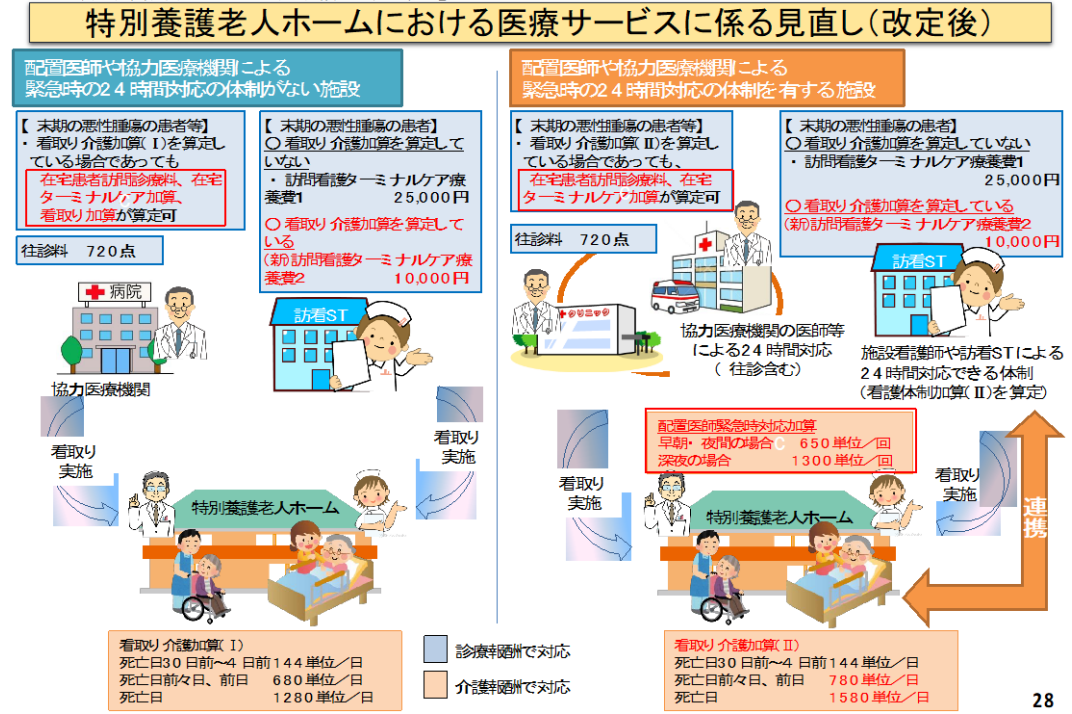 特別養護老人ホームにおける医療サービスに係る見直し（改定後）
配置医師や協力医療機関による
緊急時の２４時間対応の体制がない施設
【 末期の悪性腫瘍の患者等】
・ 看取り介護加算（Ⅰ）を算定し
ている場合であっても
在宅患者訪問診療料、在宅
ターミナルケア加算、
看取り加算が算定可
往診料　７２０点
【 末期の悪性腫瘍の患者】
〇 看取り介護加算を算定して
いない
・ 訪問看護ターミナルケア療
養費1　　25,000円
〇 看取り介護加算を算定して
いる
(新)訪問看護ターミナルケア療
養費2　　10,000円
病院
協力医療機関
訪看ST
看取り
実施
看取り
実施
特別養護老人ホーム
看取り介護加算（Ⅰ）
死亡日30日前～４日前 144単位／日
死亡日前々日、前日　680単位／日
死亡日　1280単位／日
診療報酬で対応
介護報酬で対応
配置医師や協力医療機関による
緊急時の２４時間対応の体制を有する施設
【 末期の悪性腫瘍の患者等】
・ 看取り介護加算（Ⅱ）を算定し
ている場合であっても、
在宅患者訪問診療料、在宅
ターミナルケア加算、
看取り加算が算定可
往診料　７２０点
【 末期の悪性腫瘍の患者】
〇 看取り介護加算を算定していない
・ 訪問看護ターミナルケア療養費1
25,000円
〇 看取り介護加算を算定している
(新)訪問看護ターミナルケア療養費2
10,000円
クリニック
協力医療機関の医師等
による24時間対応
（ 往診含む）
訪看ST
施設看護師や訪看STによる
24時間対応できる体制
（看護体制加算（Ⅱ）を算定）
配置医師緊急時対応加算
早朝・ 夜間の場合　650単位／回
深夜の場合　1300単位／回
看取り
実施
看取り
実施
連携
特別養護老人ホーム
看取り介護加算（Ⅱ）
死亡日30日前～４日前 144単位／日
死亡日前々日、前日　780単位／日
死亡日　1580単位／日
28